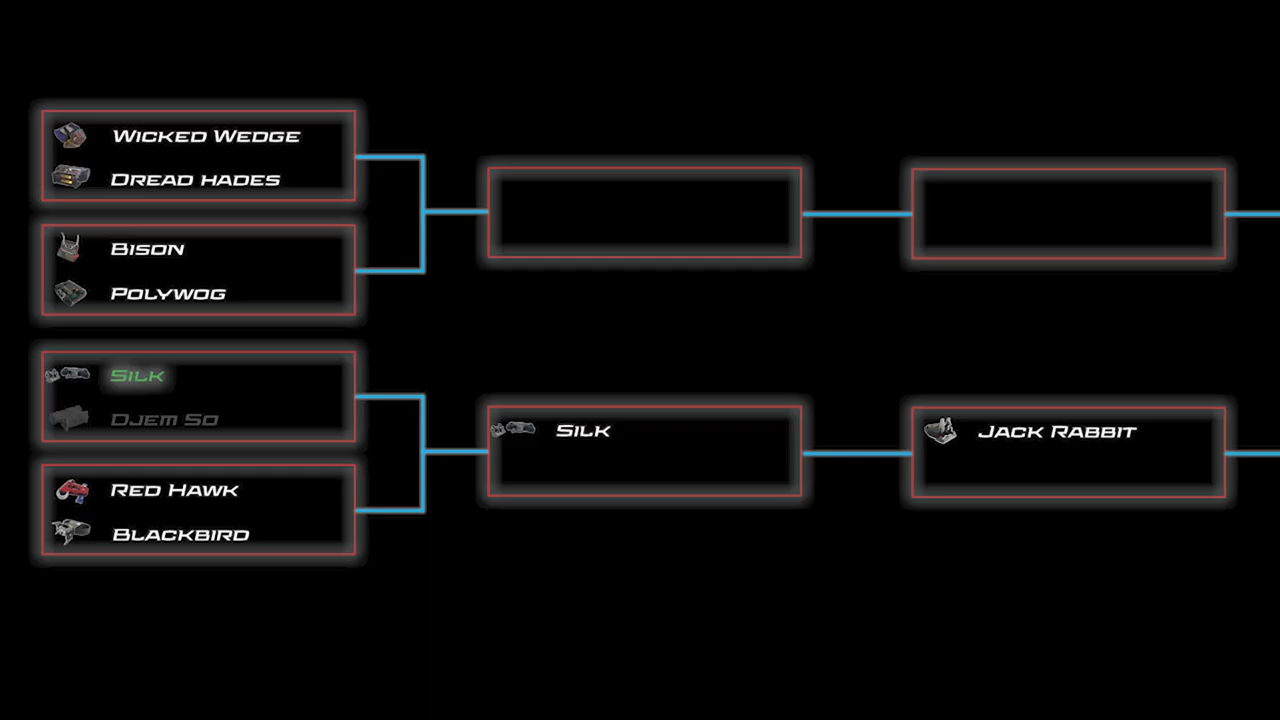 Wicked Wedge
Dread hades
Bison
Polywog
Silk
Djem So
Red Hawk
Blackbird
Silk
Jack Rabbit